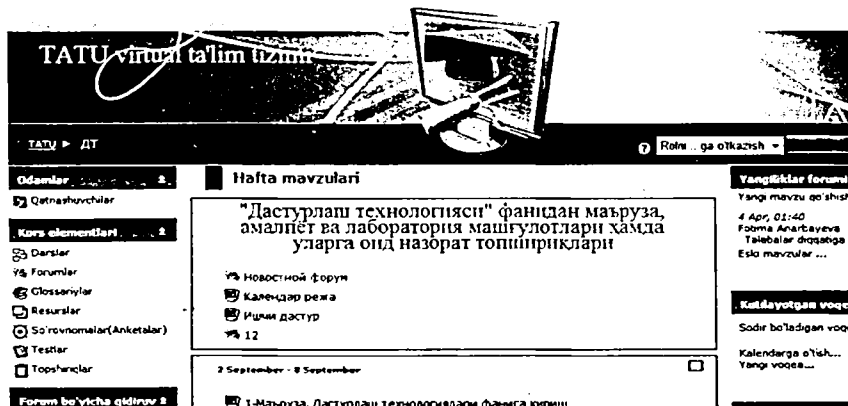 TATU virtual ta'lim tizimi
TATU ► ДТ
Rolni ... ga o'tkazish
Odamlar
Qatnashuvchilar
Kurs elementlari
Darslar
Forumlar
Glossariylar
Resurslar
So'rovnomalar(Anketalar)
Testlar
Topshiriqlar
Forum bo'yicha qidiruv
Hafta mavzulari
"Дастурлаш технологияси" фанидан маъруза,
амалпёт ва лаборатория машғулотлари ҳамда
уларга оид назорат топшириқлари
Новостной форум
Календар режа
Ишчи дастур
12
2 September - 8 September
1-Маъруза. Дастурлаш технологиялари фанига кириш
Yangiliklar forumi
Yangi mavzu qo'shish
4 Apr, 01:40
Fotima Anarbayeva
Talabalar diqqatiga
Eski mavzular ...
Kutilayotgan voqe
Sodir bo'ladigan voqe
Kalendarga o'tish...
Yangi voqea...